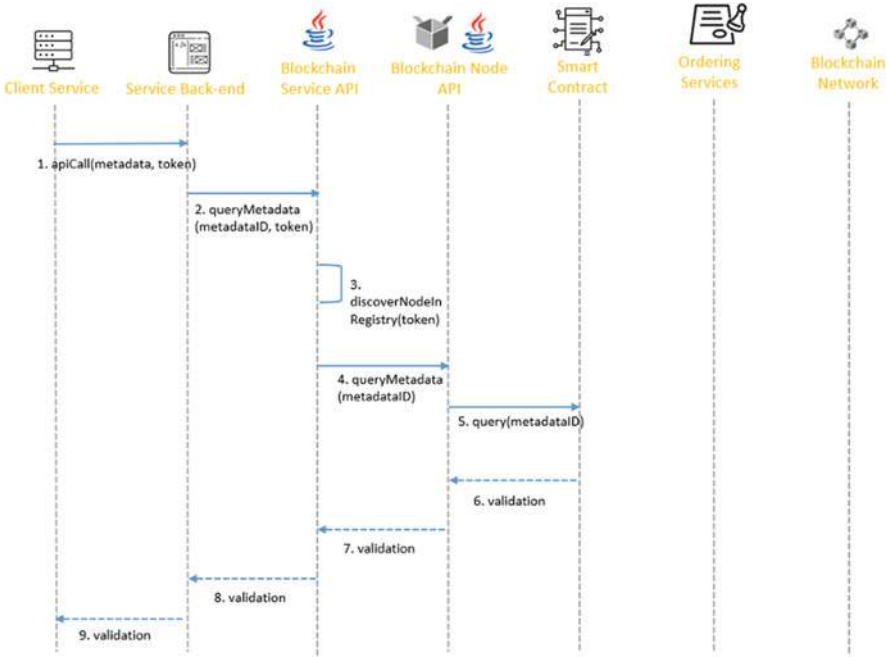 Client Service
Service Back-end
Blockchain
Service API
Blockchain Node
API
Smart
Contract
Ordering
Services
Blockchain
Network
1. apiCall(metadata, token)
2. queryMetadata
(metadataID, token)
3.
discoverNodeIn
Registry(token)
4. queryMetadata
(metadataID)
5. query(metadataID)
6. validation
7. validation
8. validation
9. validation